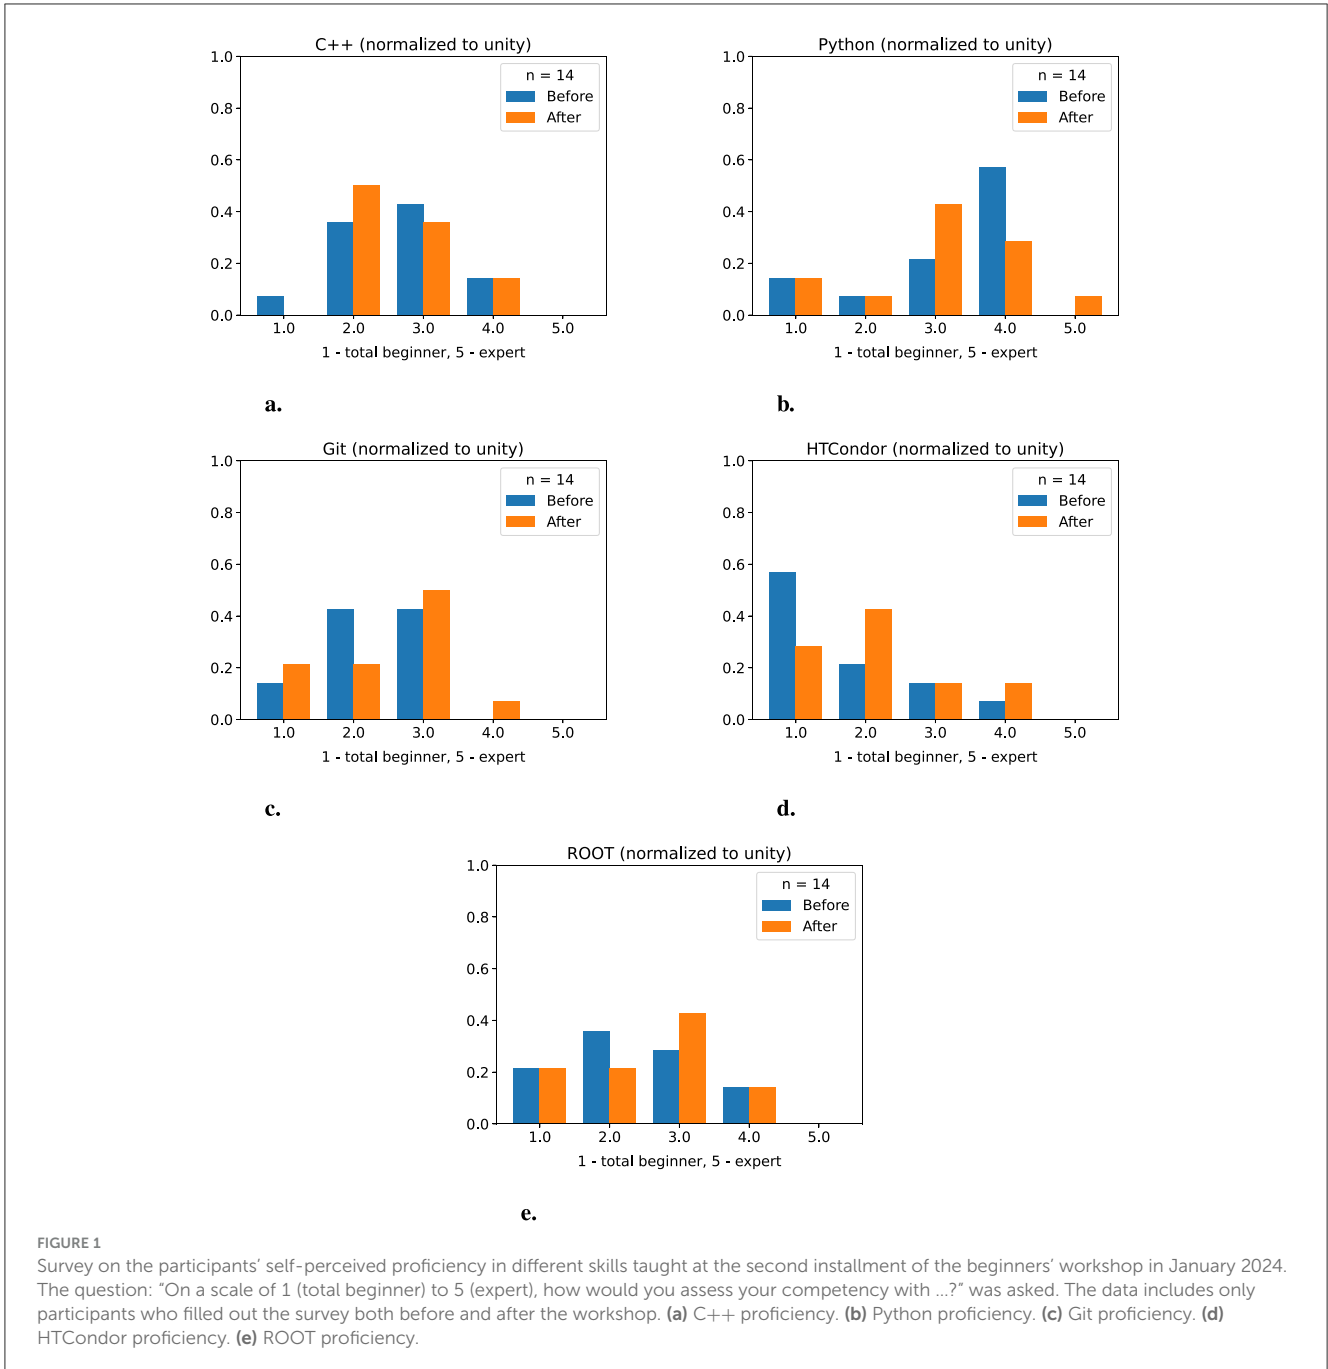 C++ (normalized to unity)
1.0
0.8
0.6
0.4
0.2
0.0
n = 14
Before
After
1.0 2.0 3.0 4.0 5.0
1 - total beginner, 5 - expert
a.
Python (normalized to unity)
1.0
0.8
0.6
0.4
0.2
0.0
n = 14
Before
After
1.0 2.0 3.0 4.0 5.0
1 - total beginner, 5 - expert
b.
Git (normalized to unity)
1.0
0.8
0.6
0.4
0.2
0.0
n = 14
Before
After
1.0 2.0 3.0 4.0 5.0
1 - total beginner, 5 - expert
c.
HTCondor (normalized to unity)
1.0
0.8
0.6
0.4
0.2
0.0
n = 14
Before
After
1.0 2.0 3.0 4.0 5.0
1 - total beginner, 5 - expert
d.
ROOT (normalized to unity)
1.0
0.8
0.6
0.4
0.2
0.0
n = 14
Before
After
1.0 2.0 3.0 4.0 5.0
1 - total beginner, 5 - expert
e.
FIGURE 1
Survey on the participants' self-perceived proficiency in different skills taught at the second installment of the beginners' workshop in January 2024.
The question: "On a scale of 1 (total beginner) to 5 (expert), how would you assess your competency with ...?" was asked. The data includes only
participants who filled out the survey both before and after the workshop. (a) C++ proficiency. (b) Python proficiency. (c) Git proficiency. (d)
HTCondor proficiency. (e) ROOT proficiency.